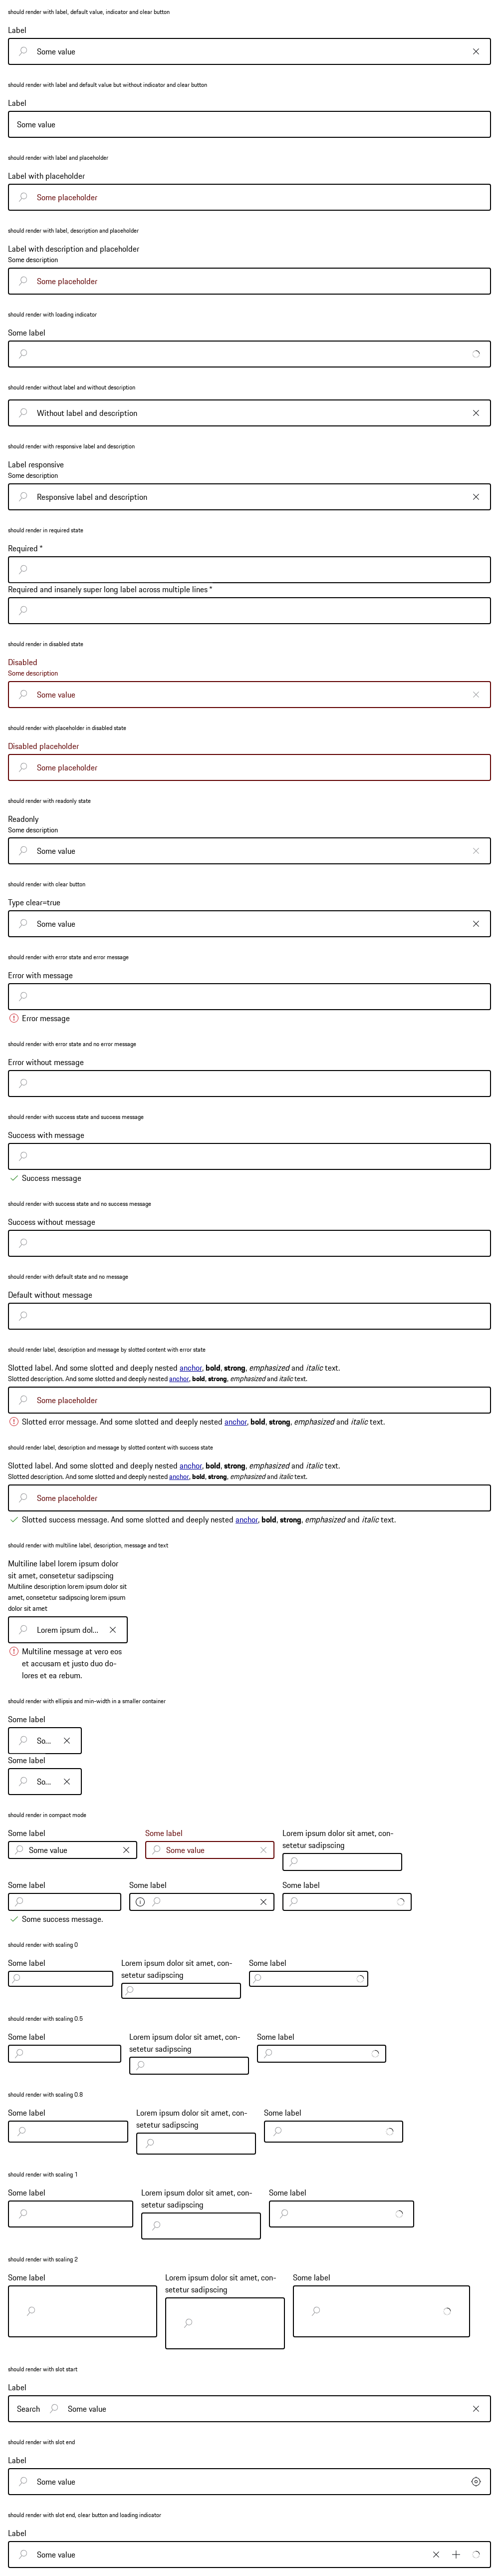 should render with label, default value, indicator and clear button
Label
Some value
should render with label and default value but without indicator and clear button
Label
Some value
should render with label and placeholder
Label with placeholder
Some placeholder
should render with label, description and placeholder
Label with description and placeholder
Some description
Some placeholder
should render with loading indicator
Some label
should render without label and without description
Without label and description
should render with responsive label and description
Label responsive
Some description
Responsive label and description
should render in required state
Required *
Required and insanely super long label across multiple lines *
should render in disabled state
Disabled
Some description
Some value
should render with placeholder in disabled state
Disabled placeholder
Some placeholder
should render with readonly state
Readonly
Some description
Some value
should render with clear button
Type clear=true
Some value
should render with error state and error message
Error with message
Error message
should render with error state and no error message
Error without message
should render with success state and success message
Success with message
Success message
should render with success state and no success message
Success without message
should render with default state and no message
Default without message
should render label, description and message by slotted content with error state
Slotted label. And some slotted and deeply nested anchor, bold, strong, emphasized and italic text.
Slotted description. And some slotted and deeply nested anchor, bold, strong, emphasized and italic text.
Some placeholder
Slotted error message. And some slotted and deeply nested anchor, bold, strong, emphasized and italic text.
should render label, description and message by slotted content with success state
Slotted label. And some slotted and deeply nested anchor, bold, strong, emphasized and italic text.
Slotted description. And some slotted and deeply nested anchor, bold, strong, emphasized and italic text.
Some placeholder
Slotted success message. And some slotted and deeply nested anchor, bold, strong, emphasized and italic text.
should render with multiline label, description, message and text
Multiline label lorem ipsum dolor
sit amet, consetetur sadipscing
Multiline description lorem ipsum dolor sit
amet, consetetur sadipscing lorem ipsum
dolor sit amet
Lorem ipsum dol...
Multiline message at vero eos
et accusam et justo duo do-
lores et ea rebum.
should render with ellipsis and min-width in a smaller container
Some label
So...
Some label
So...
should render in compact mode
Some label
Some value
Some label
Some value
Lorem ipsum dolor sit amet, con-
setetur sadipscing
Some label
Some success message.
Some label
Some label
should render with scaling 0
Some label
Lorem ipsum dolor sit amet, con-
setetur sadipscing
Some label
should render with scaling 0.5
Some label
Lorem ipsum dolor sit amet, con-
setetur sadipscing
Some label
should render with scaling 0.8
Some label
Lorem ipsum dolor sit amet, con-
setetur sadipscing
Some label
should render with scaling 1
Some label
Lorem ipsum dolor sit amet, con-
setetur sadipscing
Some label
should render with scaling 2
Some label
Lorem ipsum dolor sit amet, con-
setetur sadipscing
Some label
should render with slot start
Label
Search Some value
should render with slot end
Label
Some value
should render with slot end, clear button and loading indicator
Label
Some value